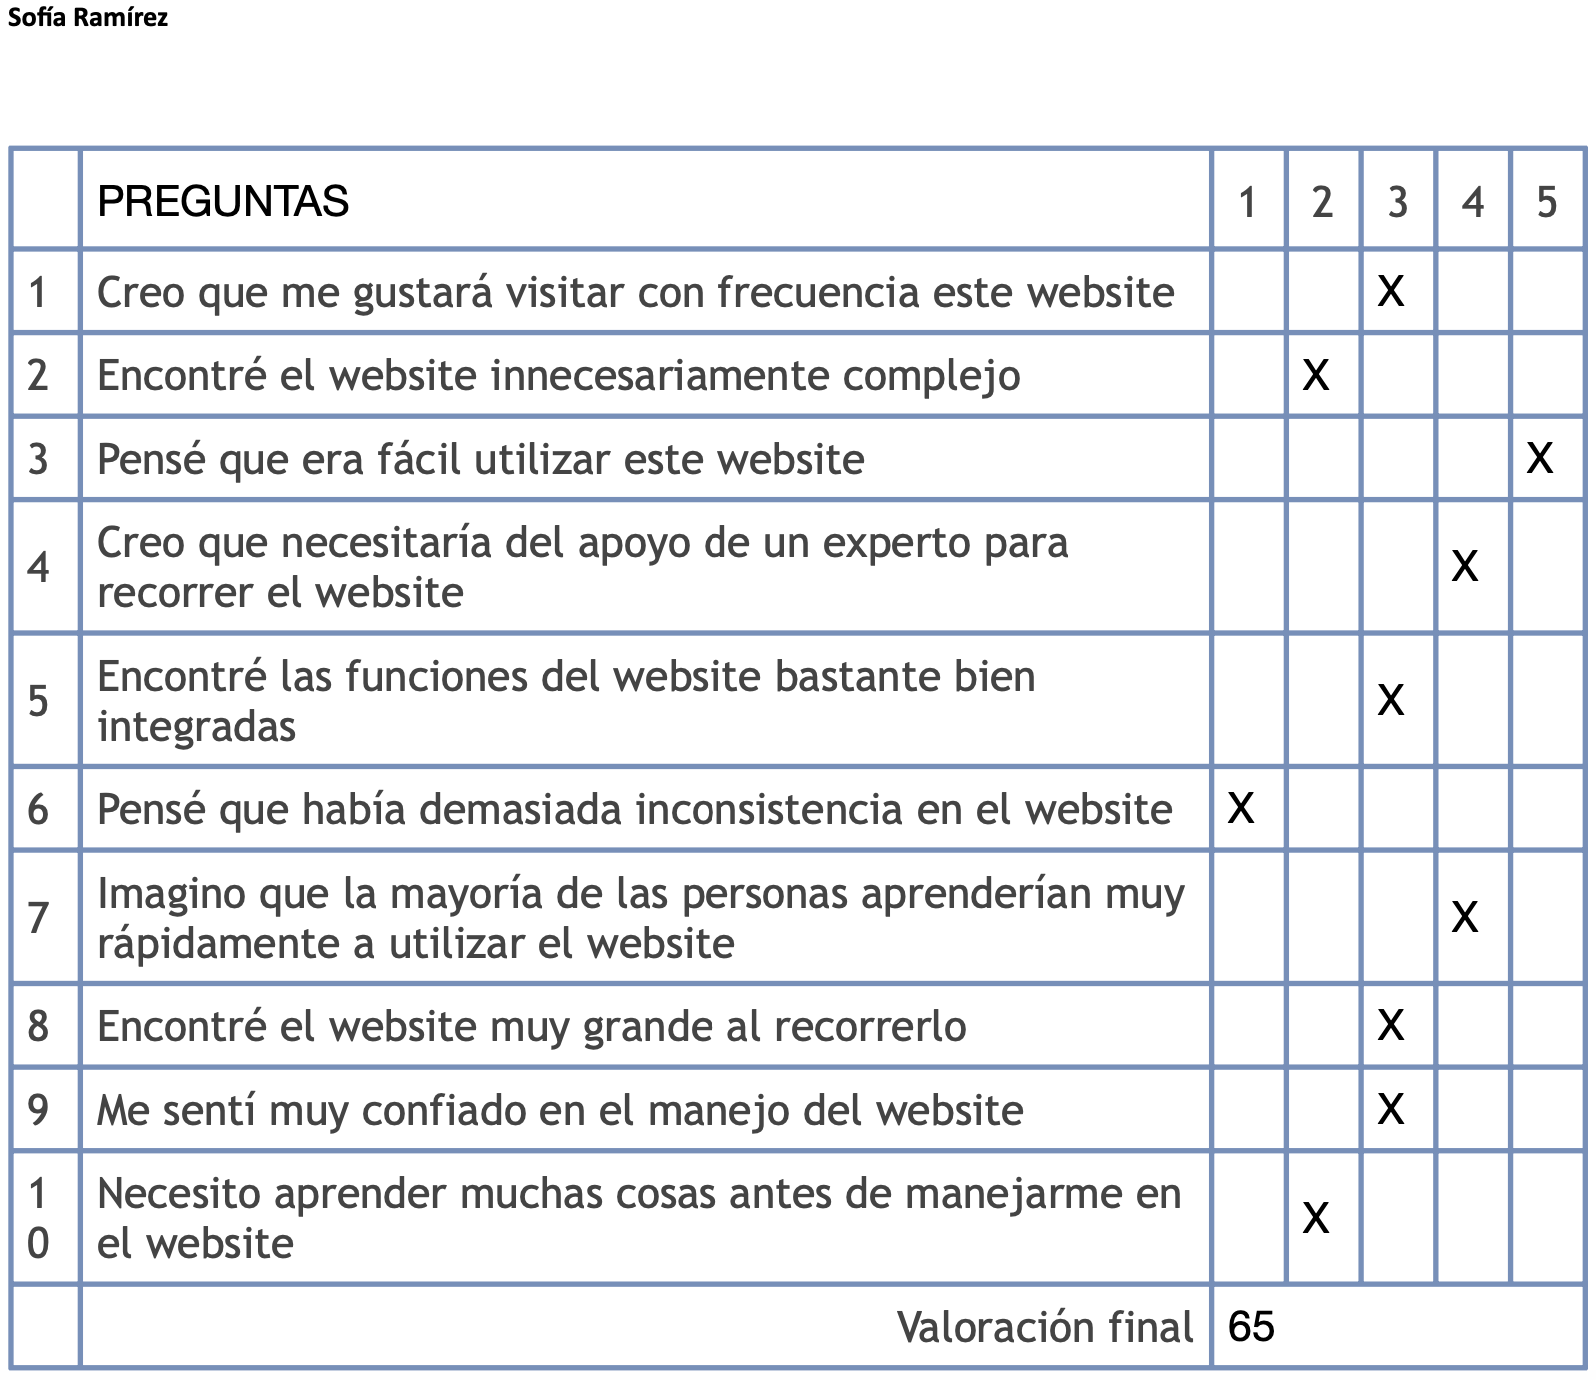 Sofía Ramírez
PREGUNTAS 1 2 3 4 5
1 Creo que me gustará visitar con frecuencia este website X
2 Encontré el website innecesariamente complejo X
3 Pensé que era fácil utilizar este website X
4 Creo que necesitaría del apoyo de un experto para
recorrer el website X
5 Encontré las funciones del website bastante bien
integradas X
6 Pensé que había demasiada inconsistencia en el website X
7 Imagino que la mayoría de las personas aprenderían muy
rápidamente a utilizar el website X
8 Encontré el website muy grande al recorrerlo X
9 Me sentí muy confiado en el manejo del website X
10 Necesito aprender muchas cosas antes de manejarme en
el website X
Valoración final 65